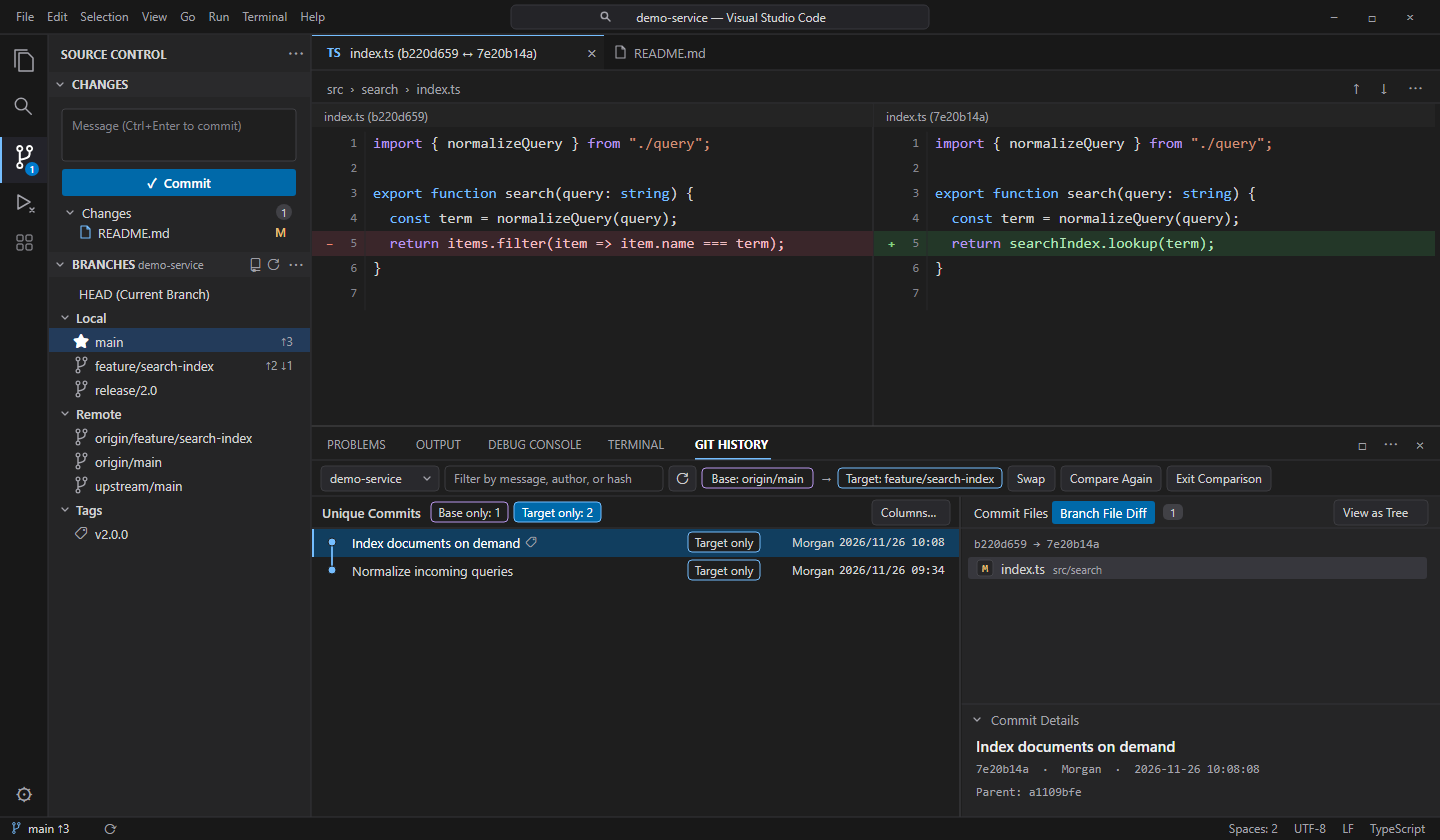 File Edit Selection View Go Run Terminal Help
demo-service — Visual Studio Code
SOURCE CONTROL
CHANGES
Message (Ctrl+Enter to commit)
✓ Commit
Changes 1
README.md M
BRANCHES demo-service
HEAD (Current Branch)
Local
main ↑3
feature/search-index ↑2 ↓1
release/2.0
Remote
origin/feature/search-index
origin/main
upstream/main
Tags
v2.0.0
1
TS index.ts (b220d659 ↔ 7e20b14a) ×
README.md
src › search › index.ts ↑ ↓ ···
index.ts (b220d659)
1 import { normalizeQuery } from "./query";
2
3 export function search(query: string) {
4 const term = normalizeQuery(query);
− 5 return items.filter(item => item.name === term);
6 }
7
index.ts (7e20b14a)
1 import { normalizeQuery } from "./query";
2
3 export function search(query: string) {
4 const term = normalizeQuery(query);
+ 5 return searchIndex.lookup(term);
6 }
7
PROBLEMS OUTPUT DEBUG CONSOLE TERMINAL GIT HISTORY
demo-service Filter by message, author, or hash Base: origin/main → Target: feature/search-index Swap Compare Again Exit Comparison
Unique Commits Base only: 1 Target only: 2 Columns...
Index documents on demand Target only Morgan 2026/11/26 10:08
Normalize incoming queries Target only Morgan 2026/11/26 09:34
Commit Files Branch File Diff 1 View as Tree
b220d659 → 7e20b14a
M index.ts src/search
Commit Details
Index documents on demand
7e20b14a · Morgan · 2026-11-26 10:08:08
Parent: a1109bfe
main ↑3
Spaces: 2 UTF-8 LF TypeScript